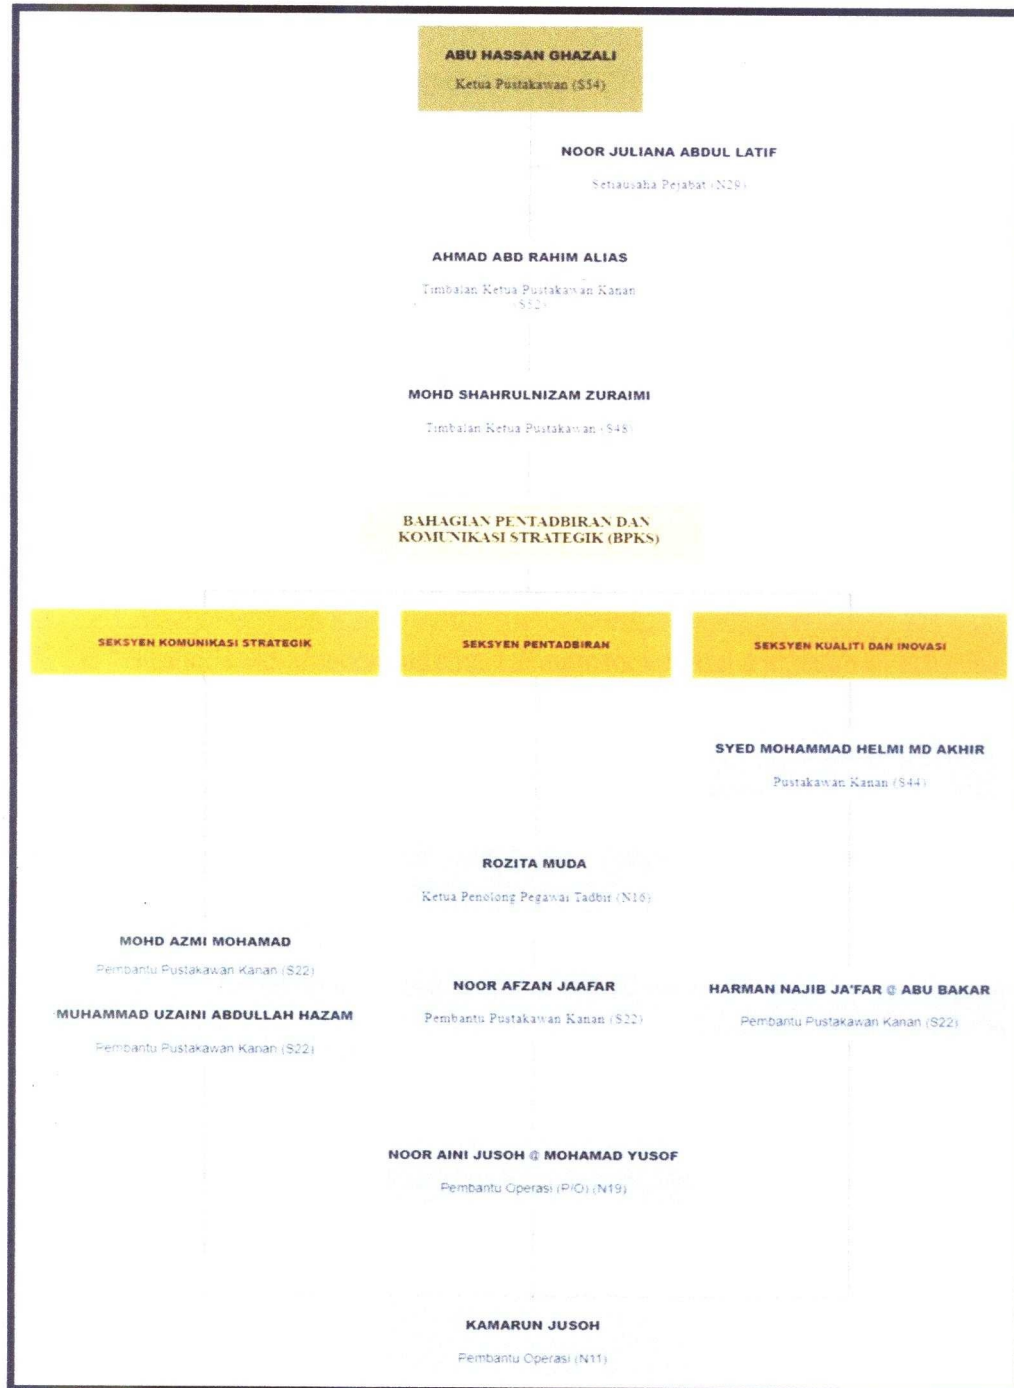 ABU HASSAN GHAZALI
Ketua Pustakawan (S54)
NOOR JULIANA ABDUL LATIF
Setiausaha Pejabat (N29)
AHMAD ABD RAHIM ALIAS
Timbalan Ketua Pustakawan Kanan
(S52)
MOHD SHAHRULNIZAM ZURAIMI
Timbalan Ketua Pustakawan (S48)
BAHAGIAN PENTADBIRAN DAN
KOMUNIKASI STRATEGIK (BPKS)
SEKSYEN KOMUNIKASI STRATEGIK
SEKSYEN PENTADBIRAN
SEKSYEN KUALITI DAN INOVASI
SYED MOHAMMAD HELMI MD AKHIR
Pustakawan Kanan (S44)
ROZITA MUDA
Ketua Penolong Pegawai Tadbir (N16)
MOHD AZMI MOHAMAD
Pembantu Pustakawan Kanan (S22)
MUHAMMAD UZAINI ABDULLAH HAZAM
Pembantu Pustakawan Kanan (S22)
NOOR AFZAN JAAFAR
Pembantu Pustakawan Kanan (S22)
HARMAN NAJIB JA'FAR @ ABU BAKAR
Pembantu Pustakawan Kanan (S22)
NOOR AINI JUSOH @ MOHAMAD YUSOF
Pembantu Operasi (P/O) (N19)
KAMARUN JUSOH
Pembantu Operasi (N11)